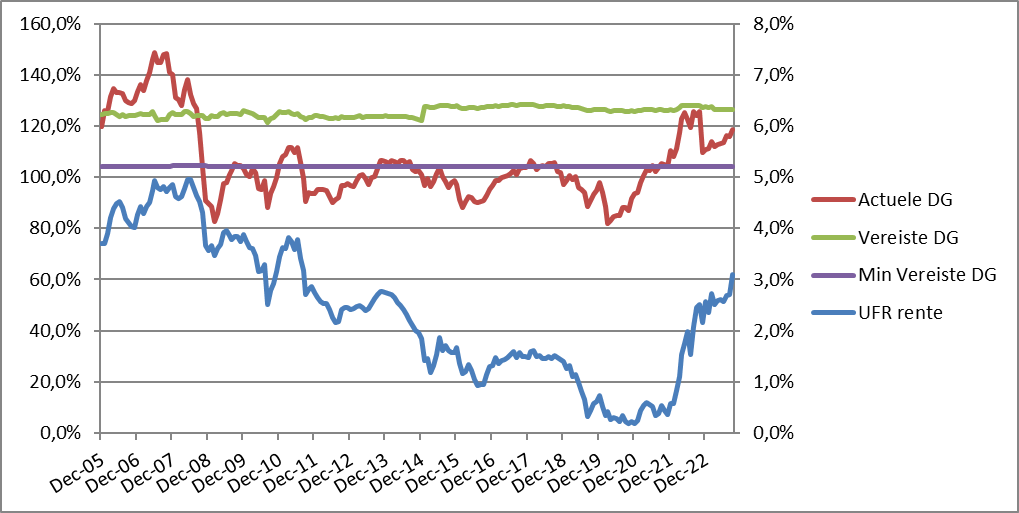 160,0%
140,0%
120,0%
100,0%
80,0%
60,0%
40,0%
20,0%
0,0%
8,0%
7,0%
6,0%
5,0%
4,0%
3,0%
2,0%
1,0%
0,0%
Dec-05
Dec-06
Dec-07
Dec-08
Dec-09
Dec-10
Dec-11
Dec-12
Dec-13
Dec-14
Dec-15
Dec-16
Dec-17
Dec-18
Dec-19
Dec-20
Dec-21
Dec-22
Actuele DG
Vereiste DG
Min Vereiste DG
UFR rente